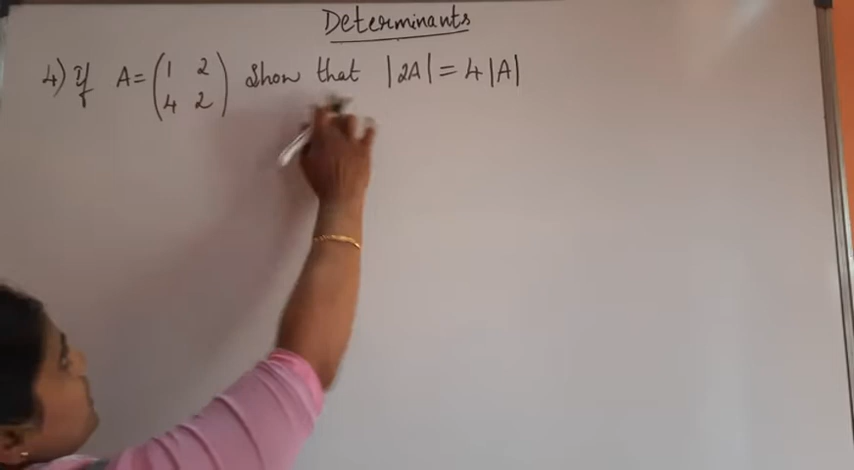 Determinants
4) If A = (1 2 Show that |2A| = 4|A|
4 2)